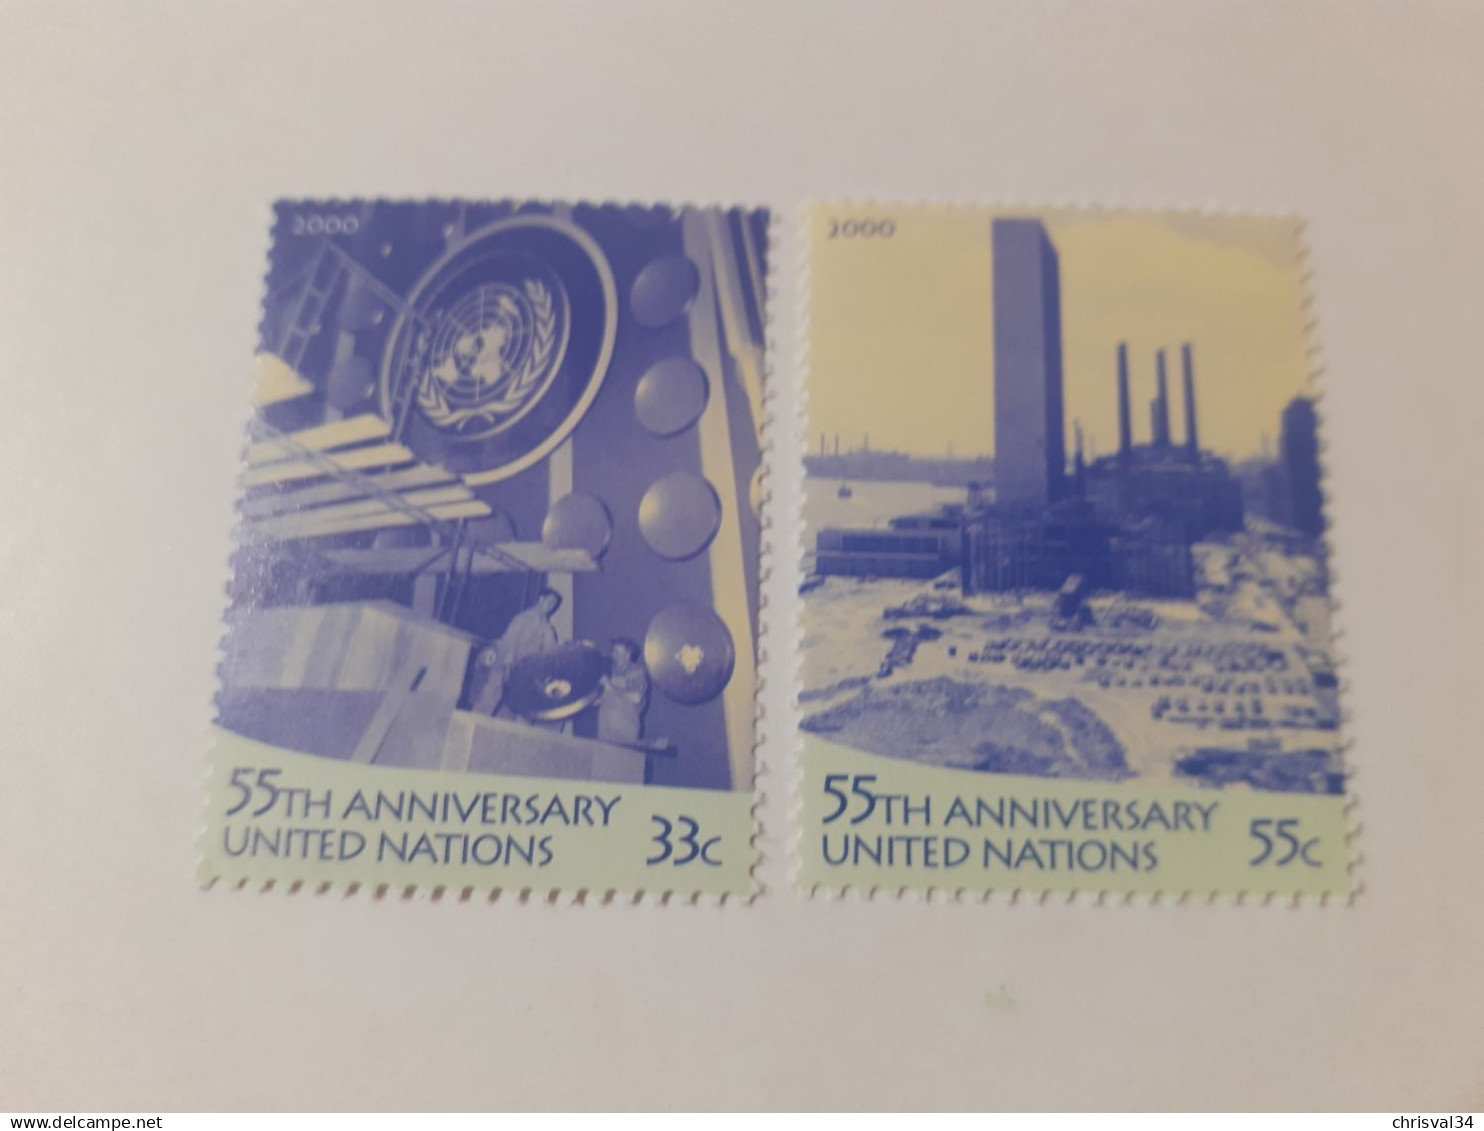 2000
55TH ANNIVERSARY
UNITED NATIONS
33c
2000
55TH ANNIVERSARY
UNITED NATIONS
55c
www.delcampe.net
chrisval34